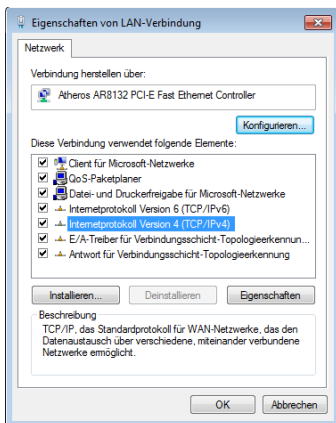 Eigenschaften von LAN-Verbindung
Netzwerk
Verbindung herstellen über:
Atheros AR8132 PCI-E Fast Ethernet Controller
Konfigurieren...
Diese Verbindung verwendet folgende Elemente:
Client für Microsoft-Netzwerke
QoS-Paketplaner
Datei- und Druckerfreigabe für Microsoft-Netzwerke
Internetprotokoll Version 6 (TCP/IPv6)
Internetprotokoll Version 4 (TCP/IPv4)
E/A-Treiber für Verbindungsschicht-Topologieerkennun...
Antwort für Verbindungsschicht-Topologieerkennung
Installieren... Deinstallieren Eigenschaften
Beschreibung
TCP/IP, das Standardprotokoll für WAN-Netzwerke, das den
Datenaustausch über verschiedene, miteinander verbundene
Netzwerke ermöglicht.
OK Abbrechen